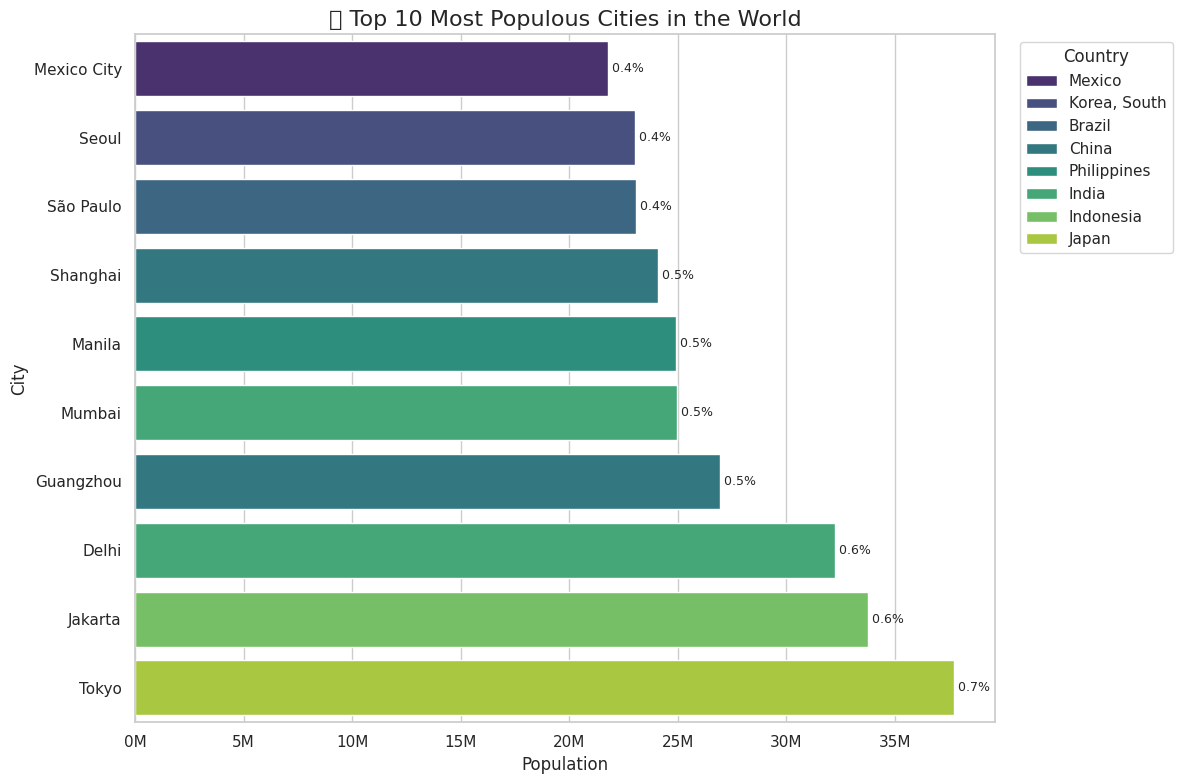 ▯ Top 10 Most Populous Cities in the World
Mexico City
0.4%
Seoul
0.4%
São Paulo
0.4%
Shanghai
0.5%
Manila
0.5%
Mumbai
0.5%
Guangzhou
0.5%
Delhi
0.6%
Jakarta
0.6%
Tokyo
0.7%
City
0M 5M 10M 15M 20M 25M 30M 35M
Population
Country
Mexico
Korea, South
Brazil
China
Philippines
India
Indonesia
Japan